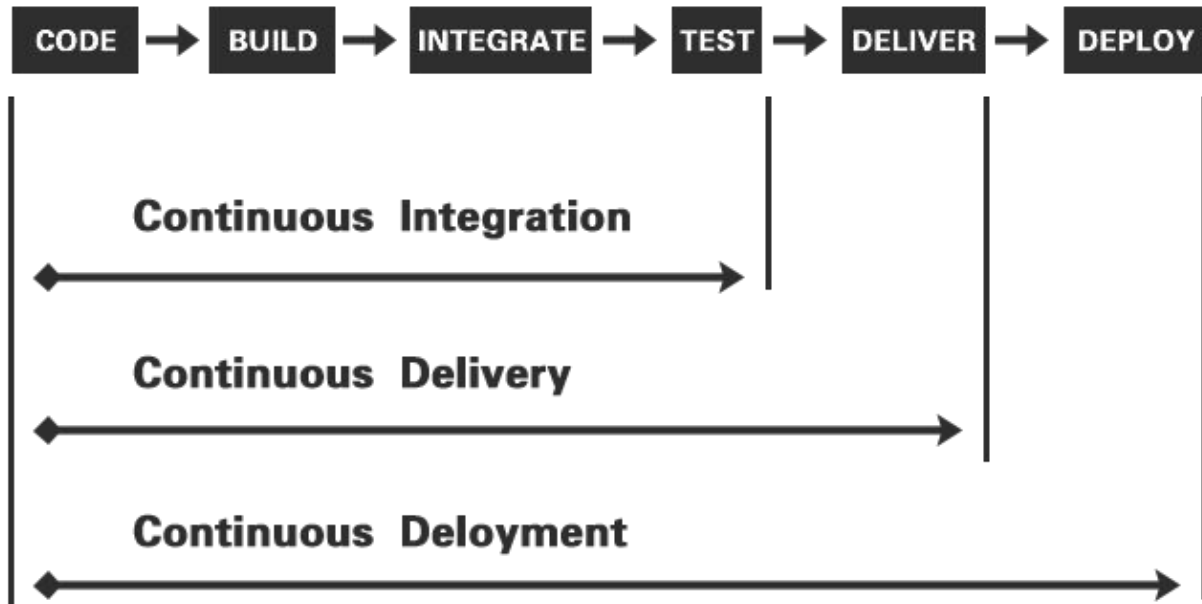 CODE BUILD INTEGRATE TEST DELIVER DEPLOY
Continuous Integration
Continuous Delivery
Continuous Deloyment